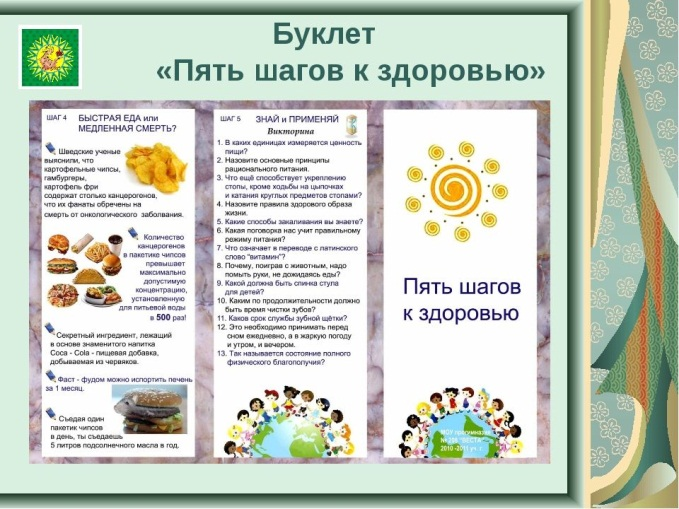 Буклет
«Пять шагов к здоровью»
ШАГ 4 БЫСТРАЯ ЕДА или
МЕДЛЕННАЯ СМЕРТЬ?
Шведские ученые
выяснили, что
картофельные чипсы,
гамбургеры,
картофель фри
содержат столько канцерогенов,
что их фанаты обречены на
смерть от онкологического заболвания.
Количество
канцерогенов
в пакетике чипсов
превышает
максимально
допустимую
концентрацию,
установленную
для питьевой воды
в 500 раз!
Секретный ингредиент, лежащий
в основе знаменитого напитка
Coca - Cola - пищевая добавка,
добываемая из червяков.
Фаст - фудом можно испортить печень
за 1 месяц.
Съедая один
пакетик чипсов
в день, ты съедаешь
5 литров подсолнечного масла в год.
ШАГ 5 ЗНАЙ и ПРИМЕНЯЙ
Викторина
1. В каких единицах измеряется ценность
пищи?
2. Назовите основные принципы
рационального питания.
3. Что ещё способствует укреплению
стопы, кроме ходьбы на цыпочках
и катания круглых предметов стопами?
4. Назовите правила здорового образа
жизни.
5. Какие способы закаливания вы знаете?
6. Какая поговорка нас учит правильному
режиму питания?
7. Что означает в переводе с латинского
слово "витамин"?
8. Почему, поиграв с животным, надо
помыть руки, не дожидаясь еды?
9. Какой должна быть спинка стула
для детей?
10. Каким по продолжительности должно
быть время чистки зубов?
11. Каков срок службы зубной щётки?
12. Это необходимо принимать перед
сном ежедневно, а в жаркую погоду
и утром, и вечером.
13. Так называется состояние полного
физического благополучия?
Пять шагов
к здоровью
МОУ прогимназия
"ВЕСТА"
2010 -2011 уч. г.